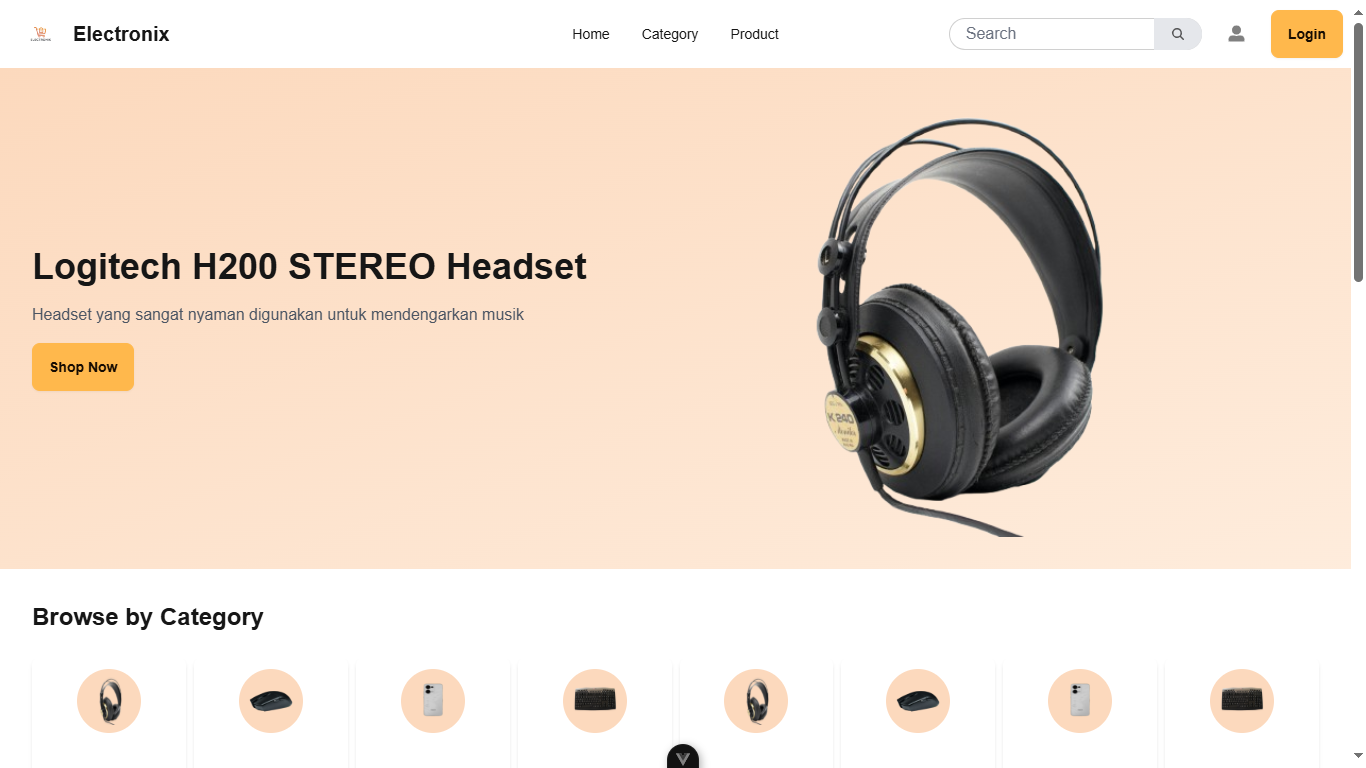 Electronix
Home
Category
Product
Search
Login
Logitech H200 STEREO Headset
Headset yang sangat nyaman digunakan untuk mendengarkan musik
Shop Now
K 240
Browse by Category